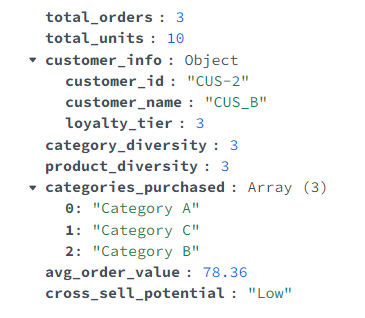 total_orders : 3
total_units : 10
customer_info : Object
customer_id : "CUS-2"
customer_name : "CUS_B"
loyalty_tier : 3
category_diversity : 3
product_diversity : 3
categories_purchased : Array (3)
0: "Category A"
1: "Category C"
2: "Category B"
avg_order_value : 78.36
cross_sell_potential : "Low"